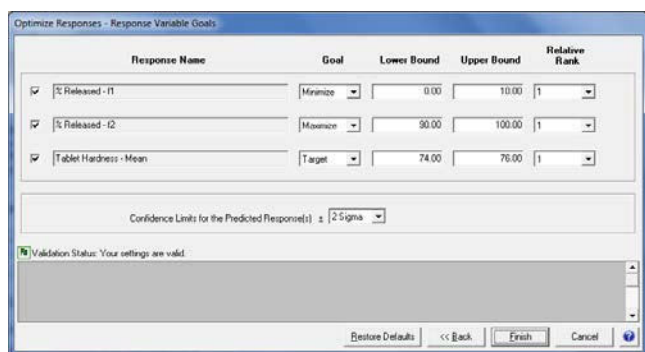 Optimize Responses - Response Variable Goals
Response Name Goal Lower Bound Upper Bound Relative Rank
% Released - f1 Minimize 0.00 10.00 1
% Released - f2 Maximize 90.00 100.00 1
Tablet Hardness - Mean Target 74.00 76.00 1
Confidence Limits for the Predicted Response(s) ± 2 Sigma
Validation Status: Your settings are valid.
Restore Defaults << Back Finish Cancel